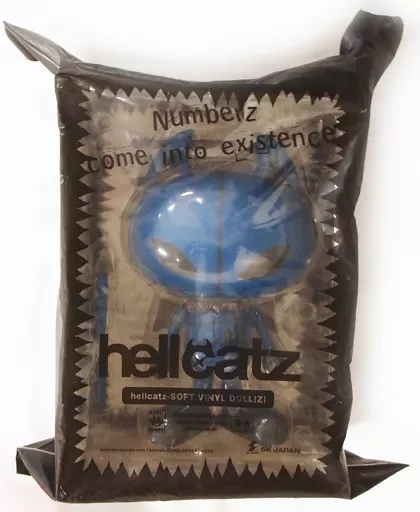 Numberz
come into existence
hellcatz
hellcatz-SOFT VINYL DOLL(Z)
SK JAPAN